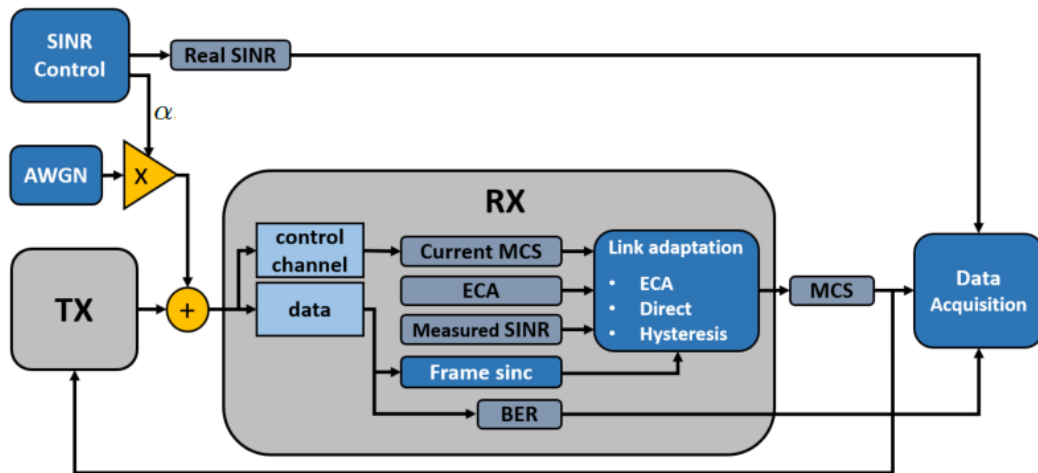 SINR
Control
Real SINR
α
AWGN
X
RX
control
channel
Current MCS
Link adaptation
ECA
• ECA
TX
+
data
MCS
Data
Acquisition
• Direct
Measured SINR
• Hysteresis
Frame sinc
BER